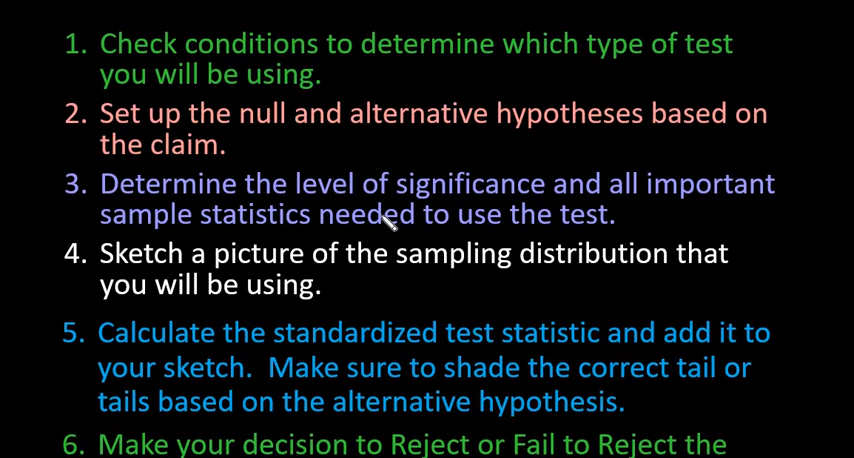 1. Check conditions to determine which type of test
you will be using.
2. Set up the null and alternative hypotheses based on
the claim.
3. Determine the level of significance and all important
sample statistics needed to use the test.
4. Sketch a picture of the sampling distribution that
you will be using.
5. Calculate the standardized test statistic and add it to
your sketch. Make sure to shade the correct tail or
tails based on the alternative hypothesis.
6. Make your decision to Reject or Fail to Reject the